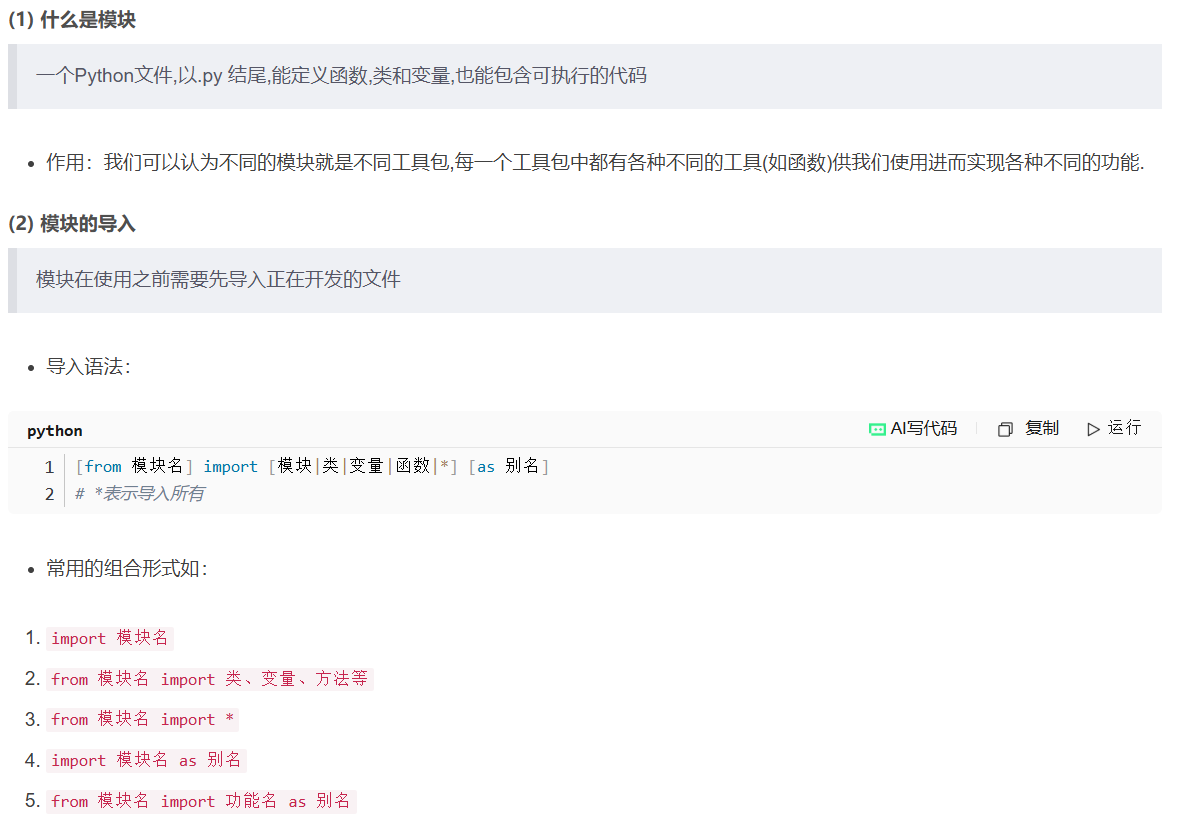 (1) 什么是模块
一个Python文件,以.py 结尾,能定义函数,类和变量,也能包含可执行的代码
作用：我们可以认为不同的模块就是不同工具包,每一个工具包中都有各种不同的工具(如函数)供我们使用进而实现各种不同的功能.
(2) 模块的导入
模块在使用之前需要先导入正在开发的文件
导入语法：
python AI写代码 复制 运行
1 [from 模块名] import [模块|类|变量|函数|*] [as 别名]
2 # *表示导入所有
常用的组合形式如：
1. import 模块名
2. from 模块名 import 类、变量、方法等
3. from 模块名 import *
4. import 模块名 as 别名
5. from 模块名 import 功能名 as 别名